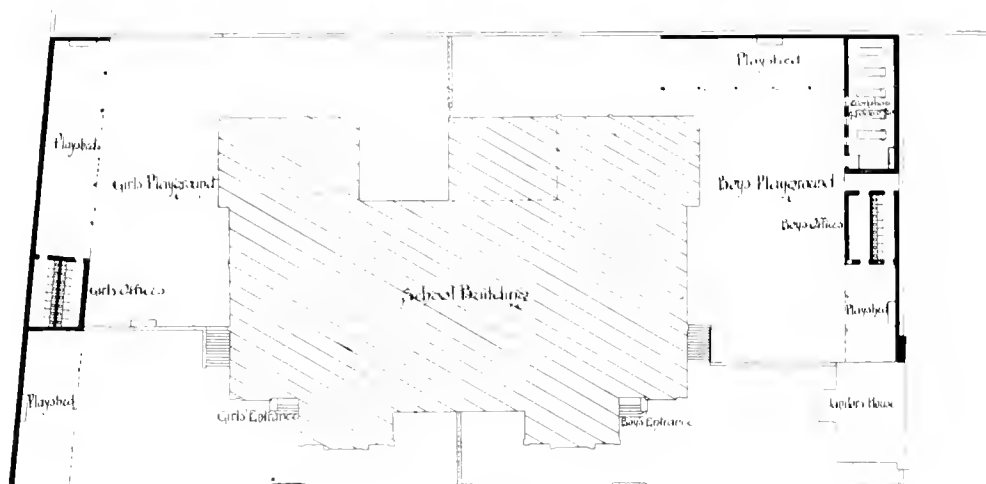 Playshed
Playshed
Girls Playground
Boys Playground
Boys Offices
Girls Offices
School Building
Playshed
Playshed
Janitors House
Girls Entrance
Boys Entrance